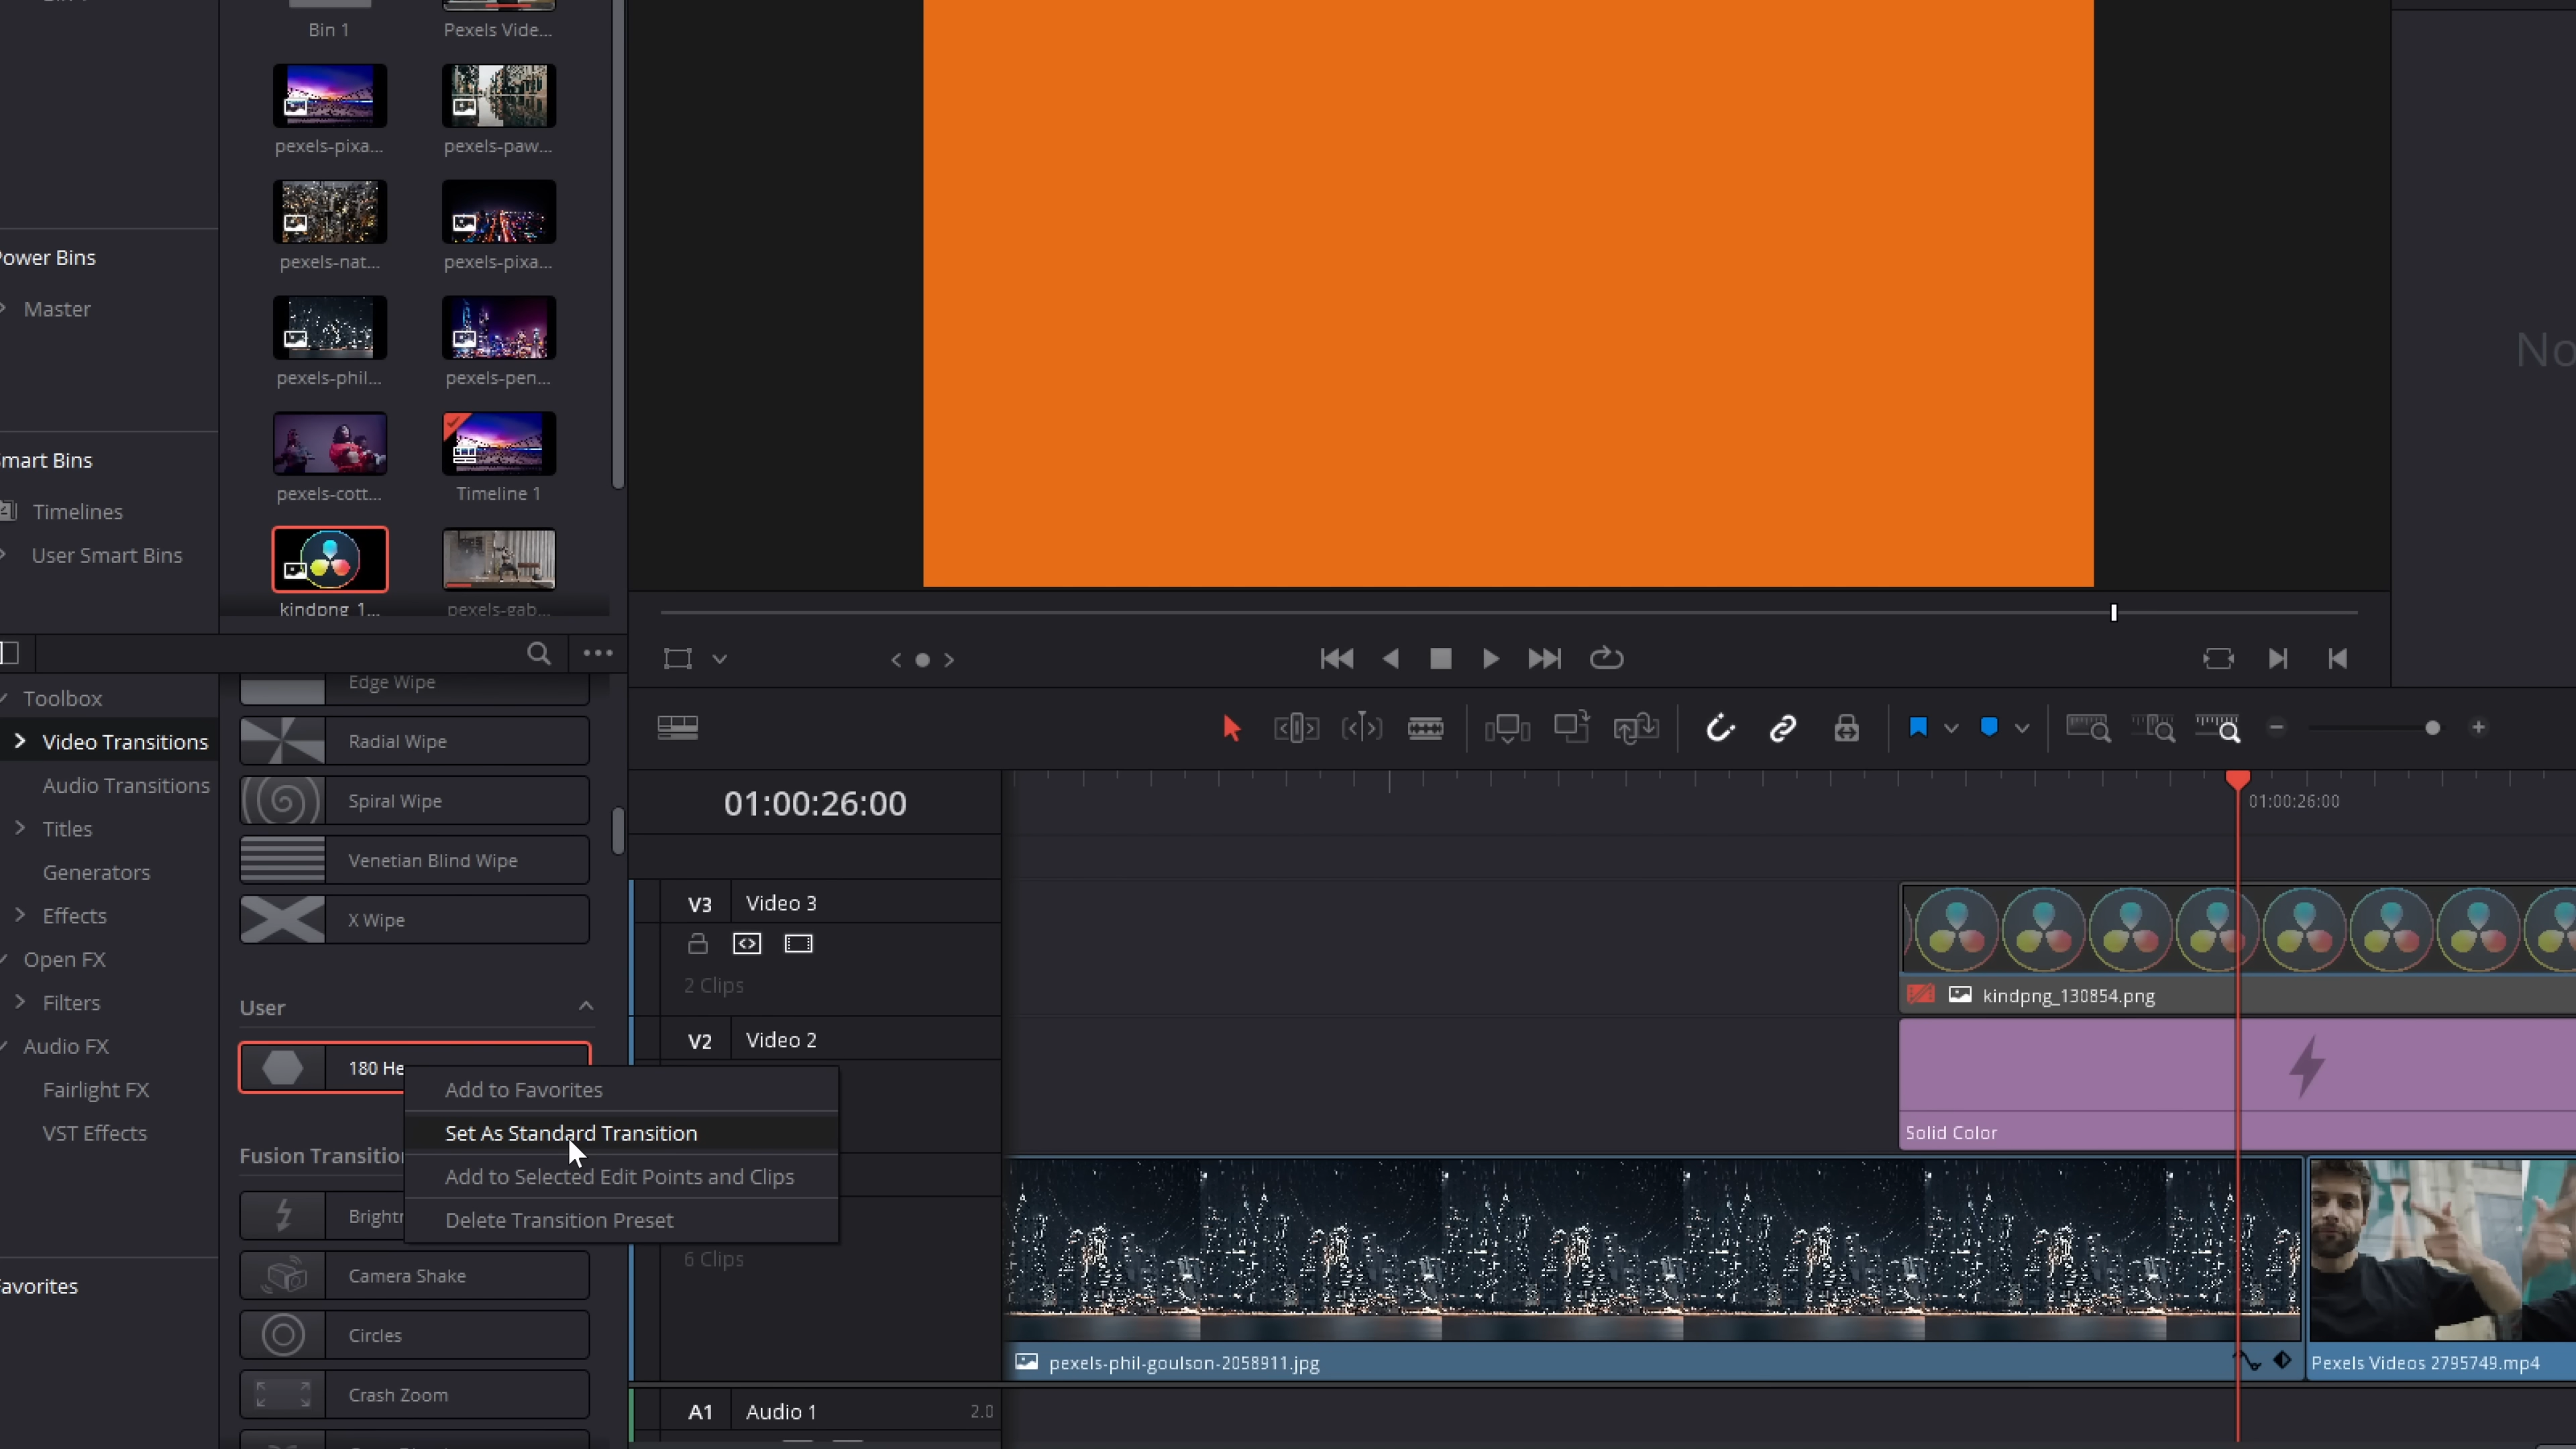 Bin 1
Pexels Vide...
pexels-pixa...
pexels-paw...
Power Bins
pexels-nat...
pexels-pixa...
Master
pexels-phil...
pexels-pen...
No
Smart Bins
pexels-cott...
Timeline 1
Timelines
User Smart Bins
kindpng_1...
pexels-gab...
Toolbox
Video Transitions
Audio Transitions
Titles
Generators
Effects
Open FX
Filters
Audio FX
Fairlight FX
VST Effects
Favorites
Edge Wipe
Radial Wipe
Spiral Wipe
Venetian Blind Wipe
X Wipe
User
180 He
Add to Favorites
Set As Standard Transition
Add to Selected Edit Points and Clips
Delete Transition Preset
Fusion Transitio
Bright
Camera Shake
Circles
Crash Zoom
01:00:26:00
01:00:26:00
V3 Video 3
2 Clips
kindpng_130854.png
V2 Video 2
Solid Color
6 Clips
pexels-phil-goulson-2058911.jpg
Pexels Videos 2795749.mp4
A1 Audio 1 2.0